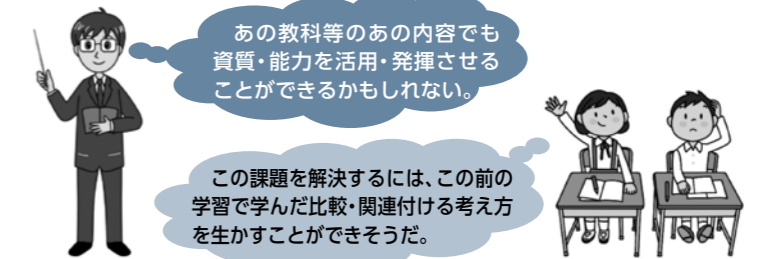 あの教科等のあの内容でも
資質・能力を活用・発揮させる
ことができるかもしれない。
この課題を解決するには、この前の
学習で学んだ比較・関連付ける考え方
を生かすことができそうだ。